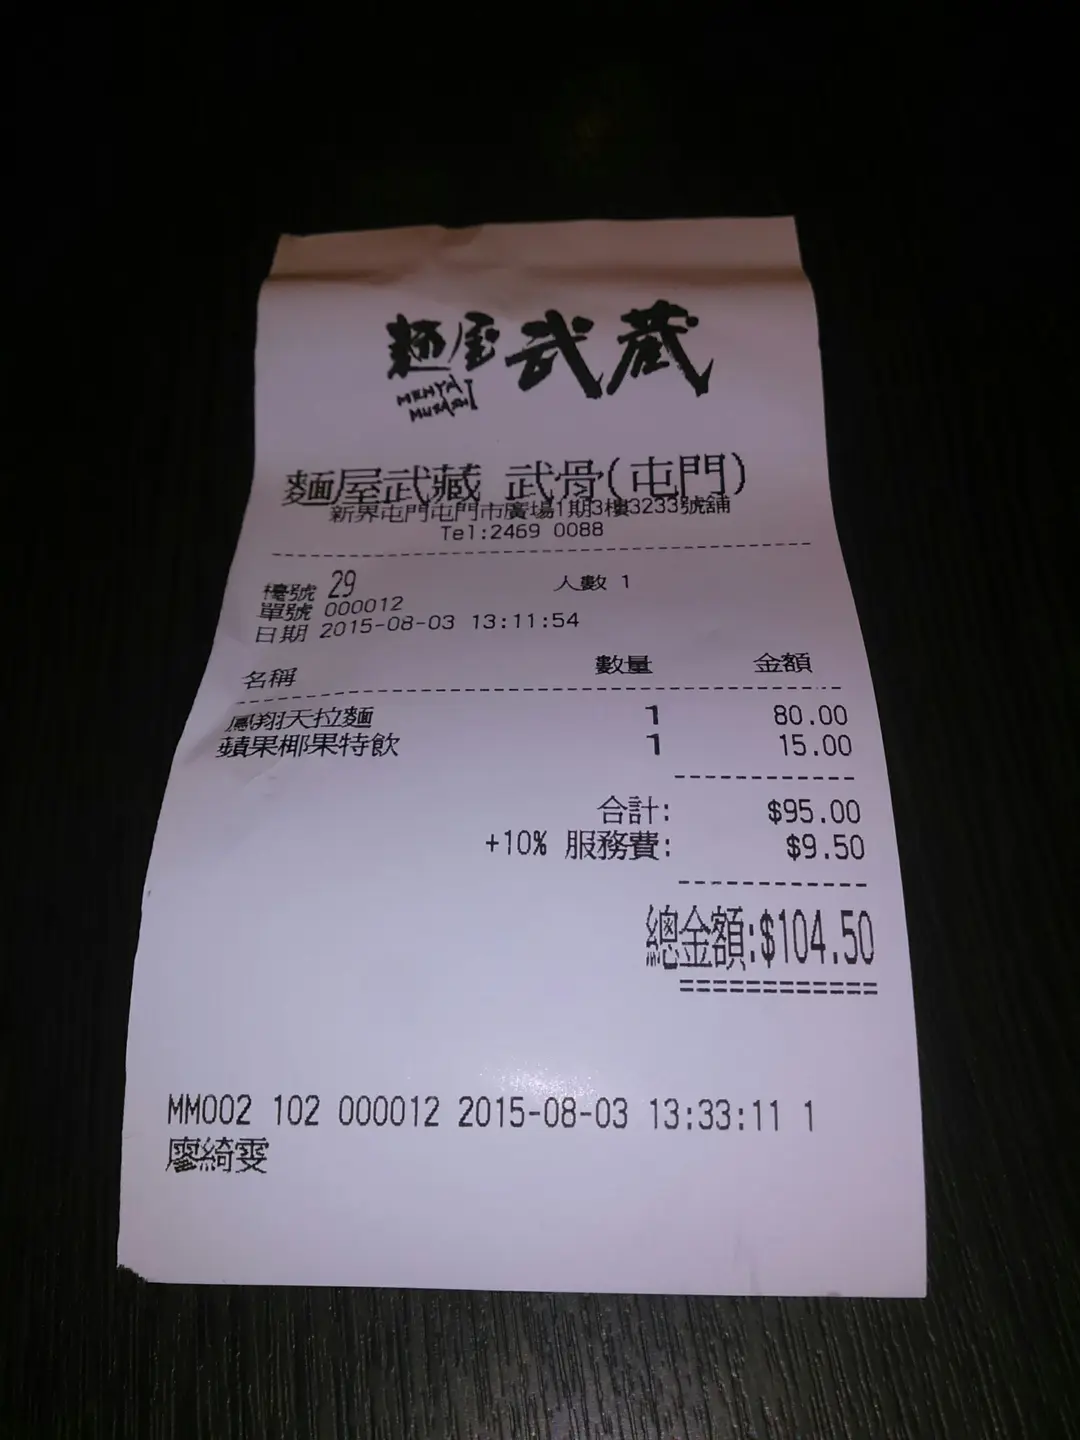 麵屋武藏
MENYA
MUSASHI
麵屋武藏 武骨(屯門)
新界屯門屯門市廣場1期3樓3233號舖
Tel:2469 0088
檯號 29 人數 1
單號 000012
日期 2015-08-03 13:11:54
名稱 數量 金額
鳳翔天拉麵 1 80.00
蘋果椰果特飲 1 15.00
合計: $95.00
+10% 服務費: $9.50
總金額:$104.50
MM002 102 000012 2015-08-03 13:33:11 1
廖綺雯